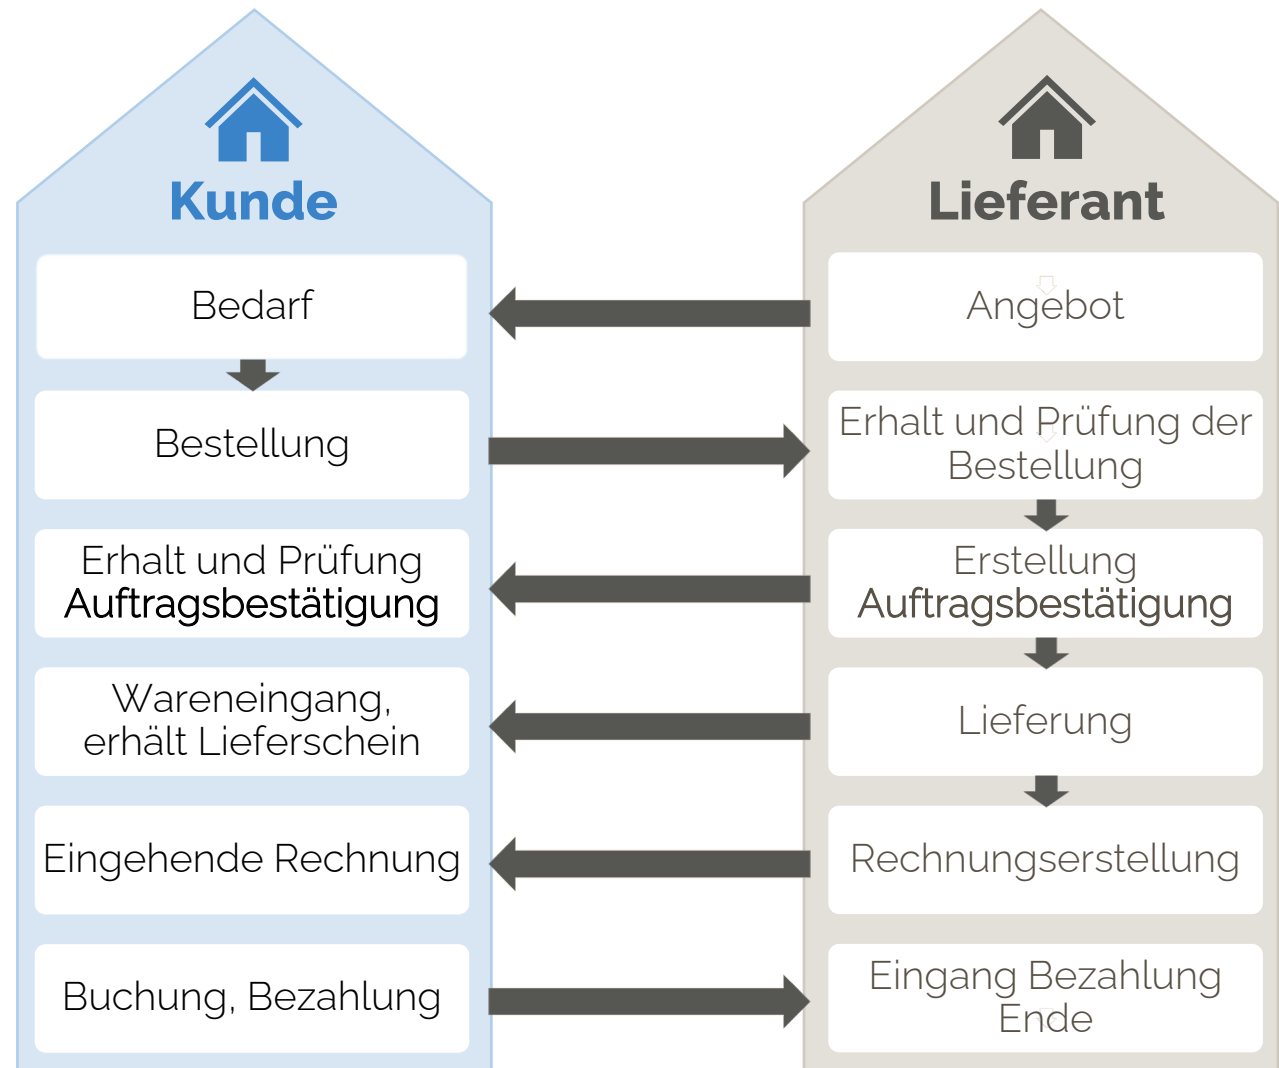 Kunde
Lieferant
Bedarf
Angebot
Bestellung
Erhalt und Prüfung der
Bestellung
Erhalt und Prüfung
Auftragsbestätigung
Erstellung
Auftragsbestätigung
Wareneingang,
erhält Lieferschein
Lieferung
Eingehende Rechnung
Rechnungserstellung
Buchung, Bezahlung
Eingang Bezahlung
Ende